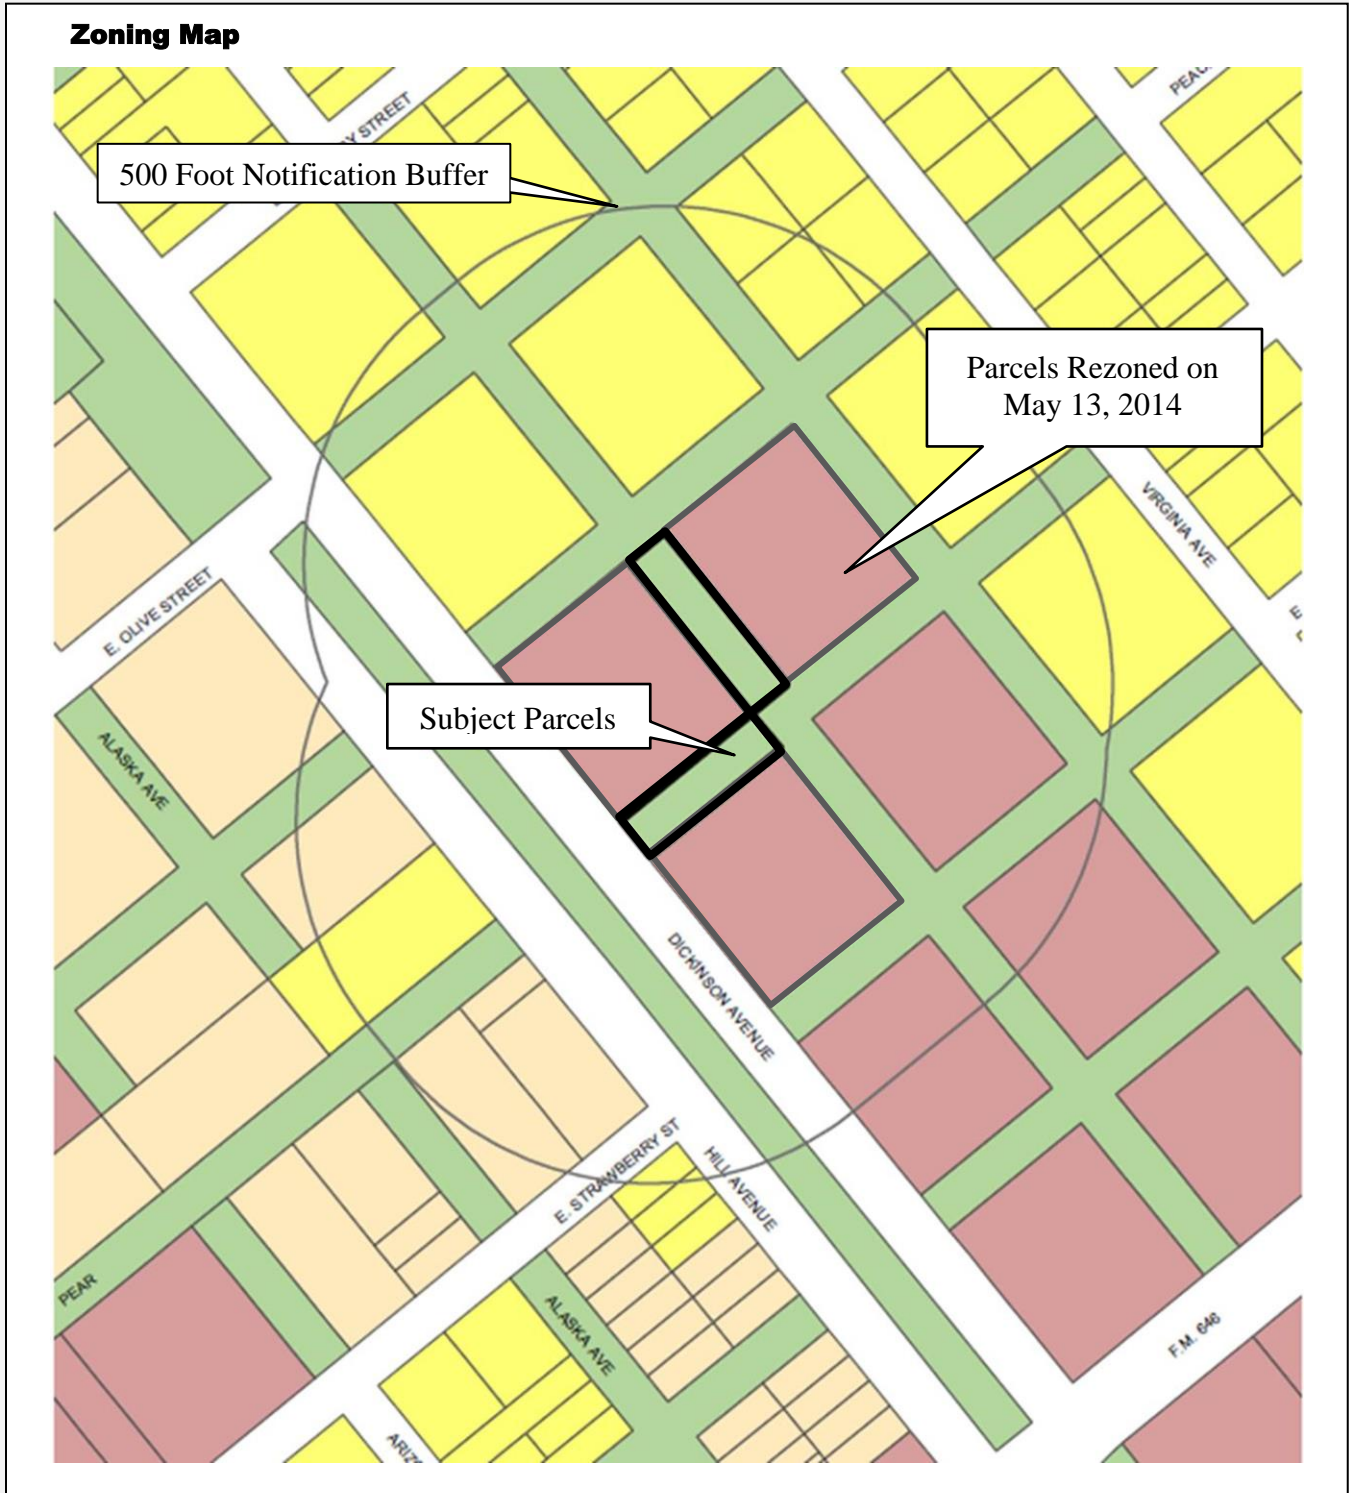 Zoning Map
Y STREET
500 Foot Notification Buffer
Parcels Rezoned on
May 13, 2014
VIRGINIA AVE
E. OLIVE STREET
Subject Parcels
ALASKA AVE
DICKINSON AVENUE
E. STRAWBERRY ST
HILL AVENUE
PEAR
ALASKA AVE
F.M. 646